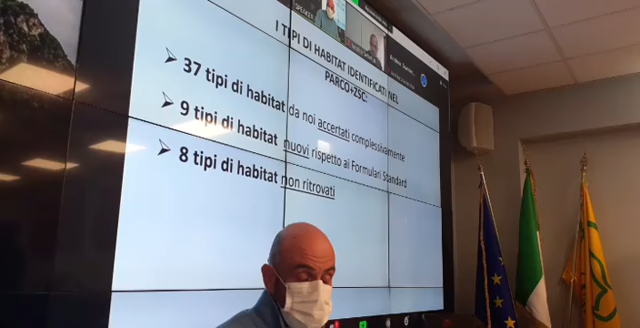 I TIPI DI HABITAT IDENTIFICATI NEL
PARCO+ZSC:
37 tipi di habitat da noi accertati complessivamente
9 tipi di habitat nuovi rispetto ai Formulari Standard
8 tipi di habitat non ritrovati